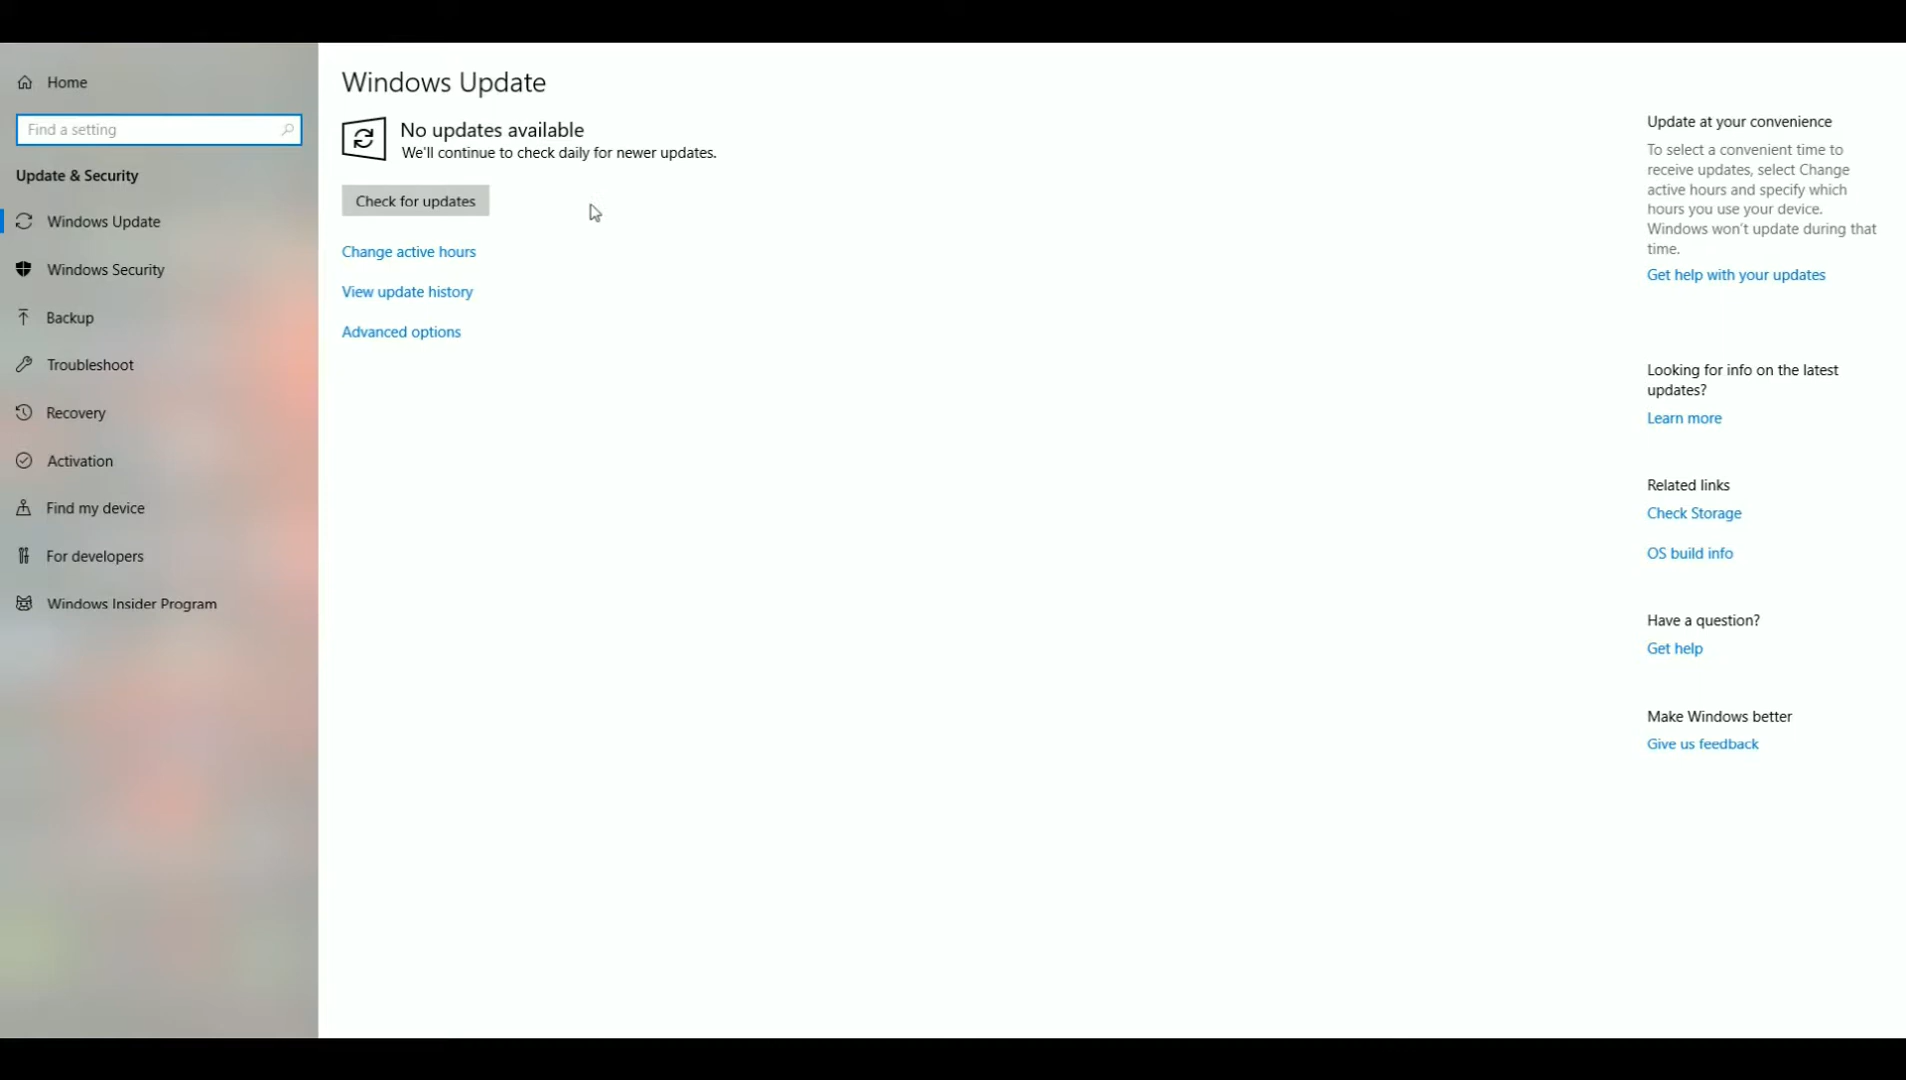 Home
Find a setting
Update & Security
Windows Update
Windows Security
Backup
Troubleshoot
Recovery
Activation
Find my device
For developers
Windows Insider Program
Windows Update
No updates available
We'll continue to check daily for newer updates.
Check for updates
Change active hours
View update history
Advanced options
Update at your convenience
To select a convenient time to
receive updates, select Change
active hours and specify which
hours you use your device.
Windows won't update during that
time.
Get help with your updates
Looking for info on the latest
updates?
Learn more
Related links
Check Storage
OS build info
Have a question?
Get help
Make Windows better
Give us feedback